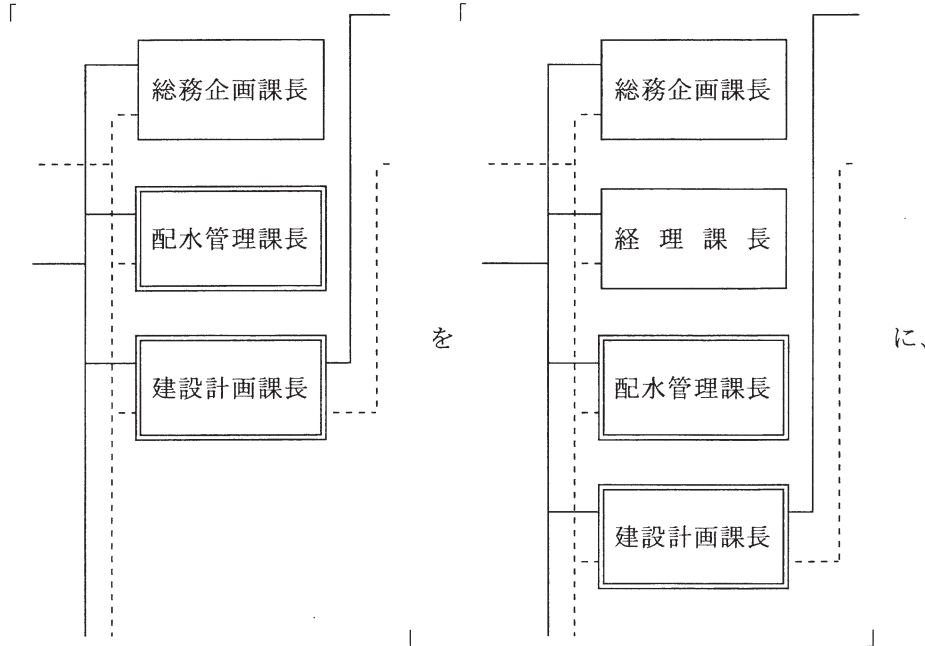 「
総務企画課長
配水管理課長
建設計画課長
」
を
「
総務企画課長
経理課長
配水管理課長
建設計画課長
」
に、